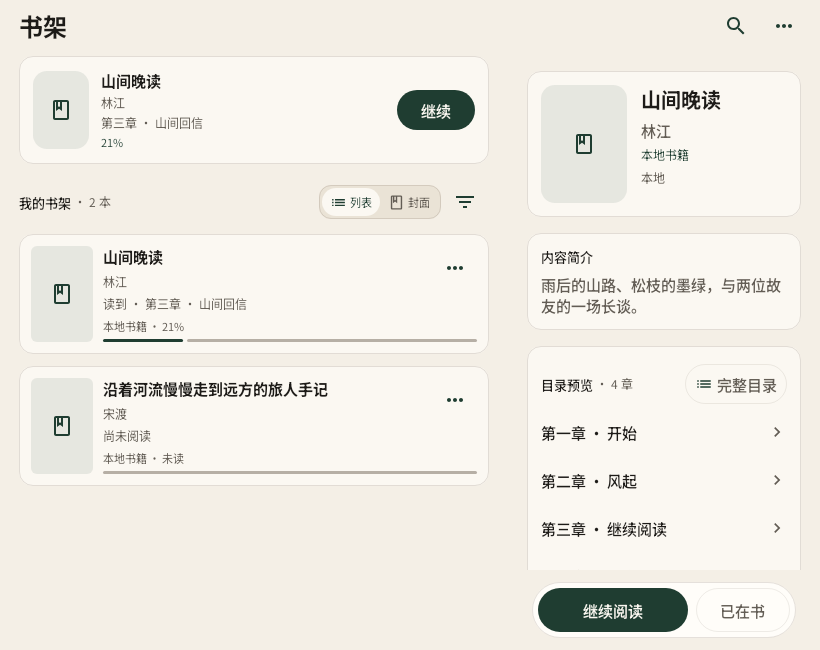 书架
山间晚读
林江
第三章 · 山间回信
21%
继续
我的书架 · 2 本
列表
封面
山间晚读
林江
读到 · 第三章 · 山间回信
本地书籍 · 21%
沿着河流慢慢走到远方的旅人手记
宋渡
尚未阅读
本地书籍 · 未读
山间晚读
林江
本地书籍
本地
内容简介
雨后的山路、松枝的墨绿，与两位故
友的一场长谈。
目录预览 · 4 章
完整目录
第一章 · 开始
第二章 · 风起
第三章 · 继续阅读
继续阅读
已在书